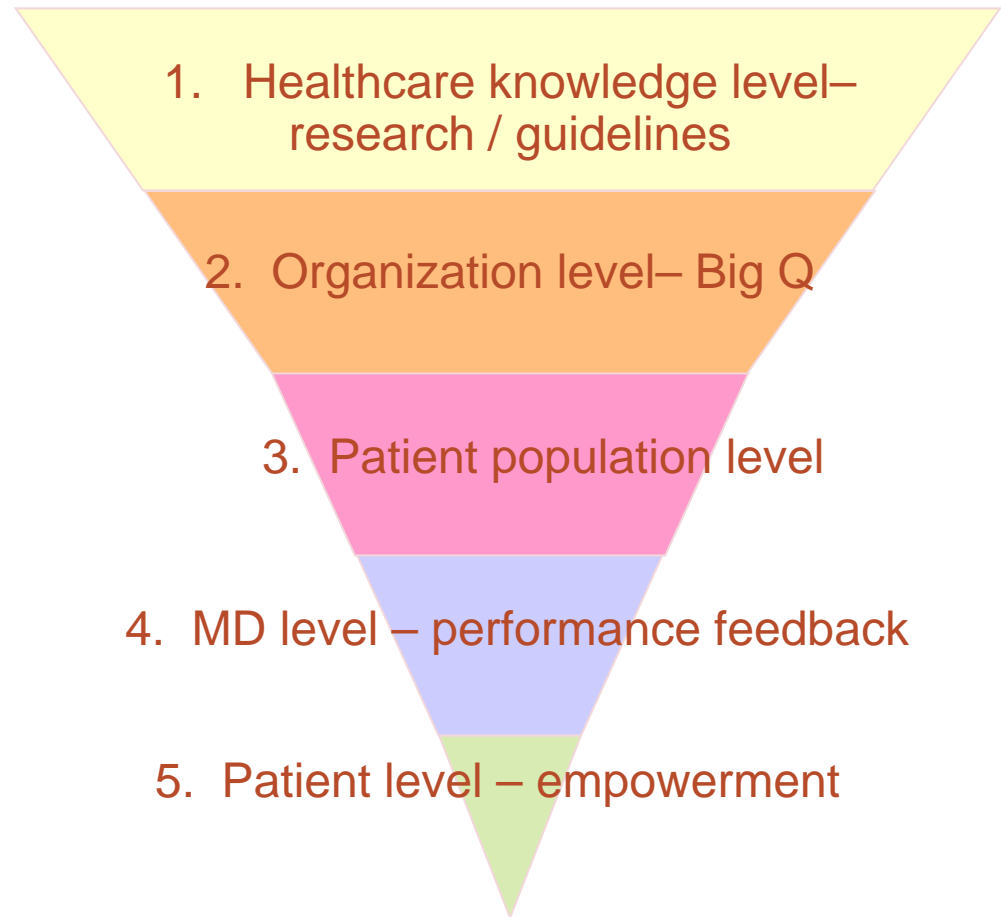 1. Healthcare knowledge level–
research / guidelines
2. Organization level– Big Q
3. Patient population level
4. MD level – performance feedback
5. Patient level – empowerment